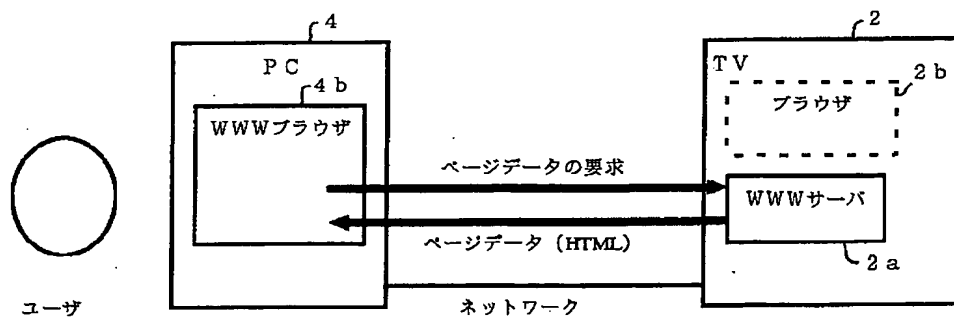 4
2
ＰＣ
ＴＶ
2ｂ
4ｂ
ブラウザ
ＷＷＷブラウザ
ページデータの要求
ＷＷＷサーバ
ページデータ（HTML）
2ａ
ユーザ
ネットワーク